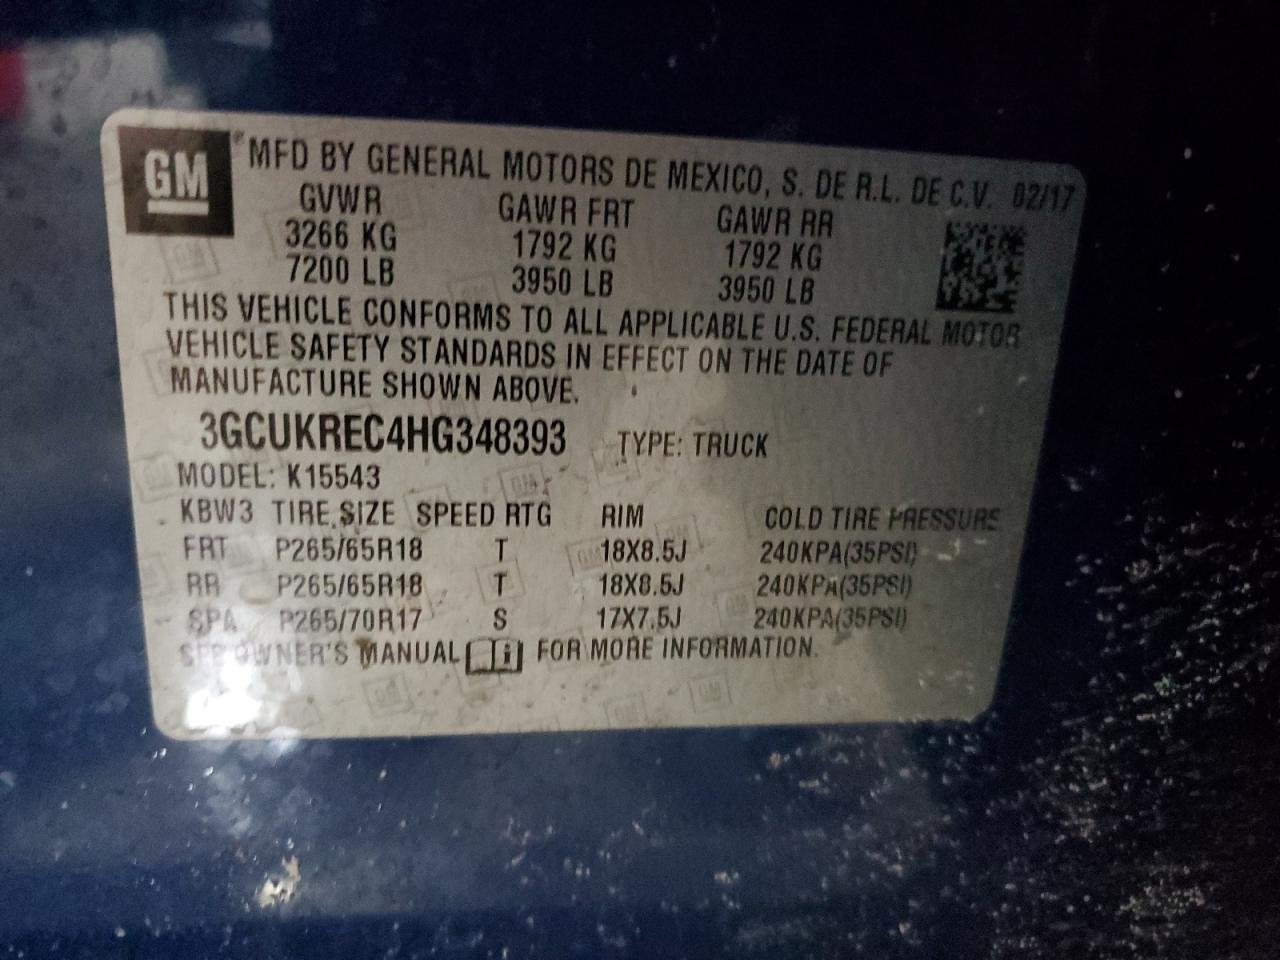 GM
® MFD BY GENERAL MOTORS DE MEXICO, S. DE R.L. DE C.V. 02/17
GVWR GAWR FRT GAWR RR
3266 KG 1792 KG 1792 KG
7200 LB 3950 LB 3950 LB
THIS VEHICLE CONFORMS TO ALL APPLICABLE U.S. FEDERAL MOTOR
VEHICLE SAFETY STANDARDS IN EFFECT ON THE DATE OF
MANUFACTURE SHOWN ABOVE.
3GCUKREC4HG348393 TYPE: TRUCK
MODEL: K15543
KBW3 TIRE SIZE SPEED RTG RIM COLD TIRE PRESSURE
FRT P265/65R18 T 18X8.5J 240KPA(35PSI)
RR P265/65R18 T 18X8.5J 240KPA(35PSI)
SPA P265/70R17 S 17X7.5J 240KPA(35PSI)
SEE OWNER'S MANUAL i FOR MORE INFORMATION.